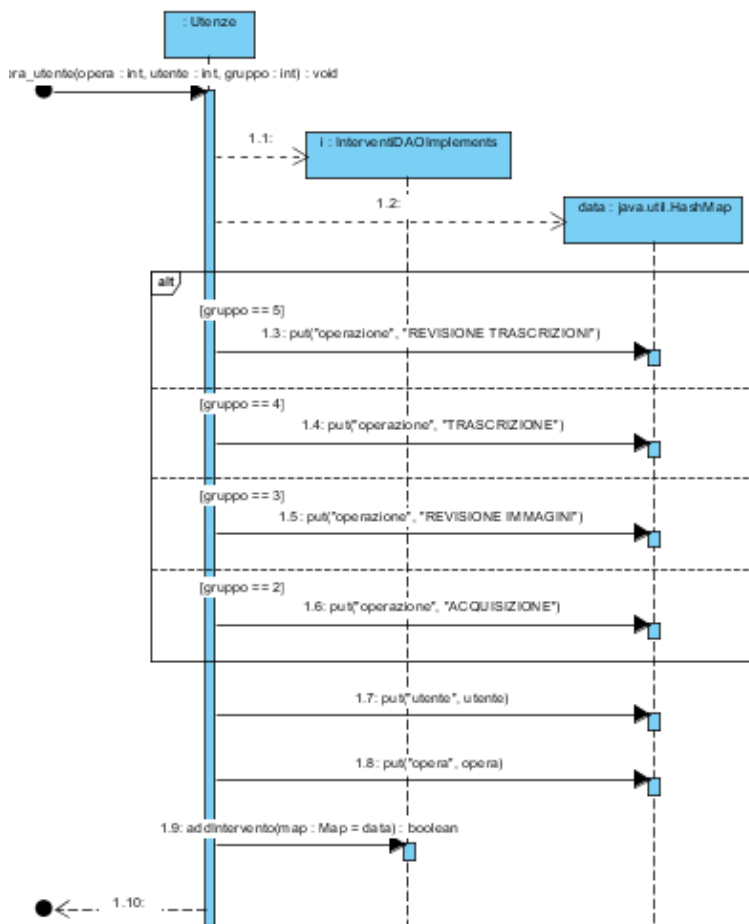 : Utenze
era_utente(opera : int, utente : int, gruppo : int) : void
1.1:
i : InterventiDAOImplements
1.2:
data : java.util.HashMap
alt
[gruppo == 5]
1.3: put("operazione", "REVISIONE TRASCRIZIONI")
[gruppo == 4]
1.4: put("operazione", "TRASCRIZIONE")
[gruppo == 3]
1.5: put("operazione", "REVISIONE IMMAGINI")
[gruppo == 2]
1.6: put("operazione", "ACQUISIZIONE")
1.7: put("utente", utente)
1.8: put("opera", opera)
1.9: addIntervento(map : Map = data) : boolean
1.10: